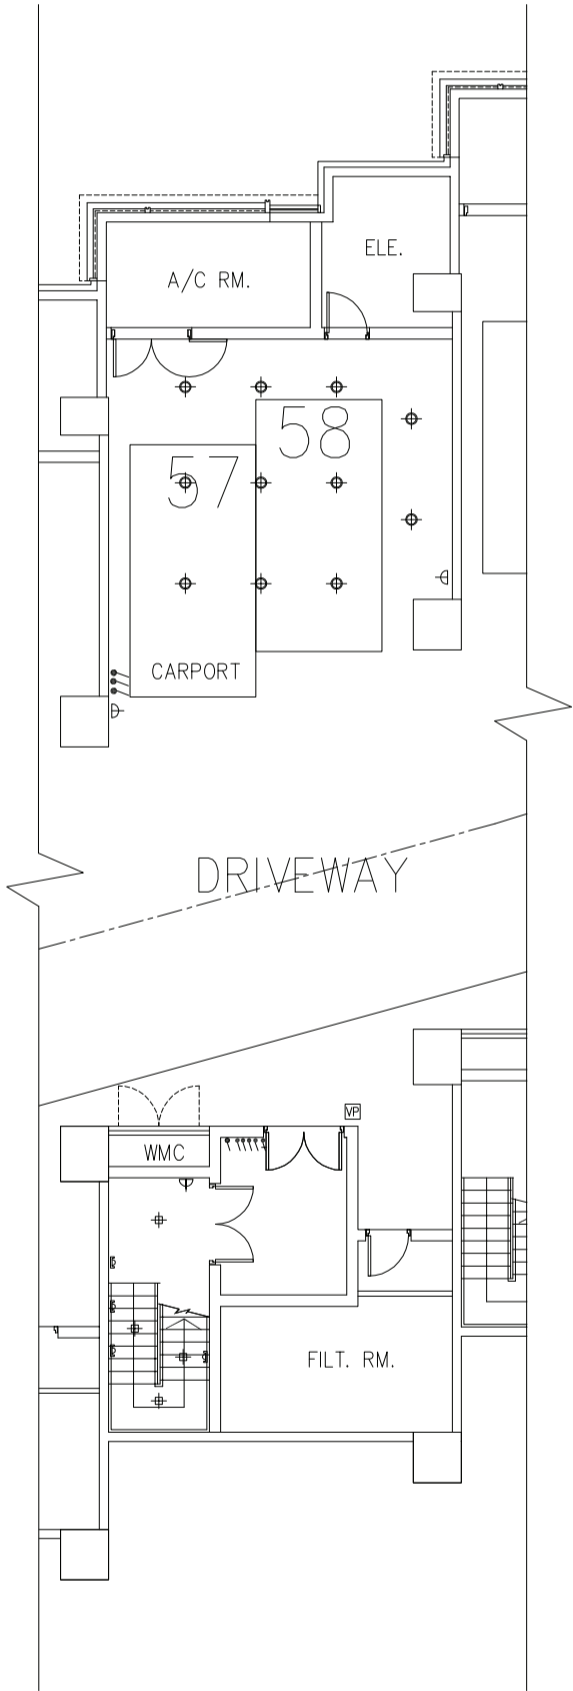 ELE.
A/C RM.
58
57
CARPORT
DRIVEWAY
VP
WMC
FILT. RM.